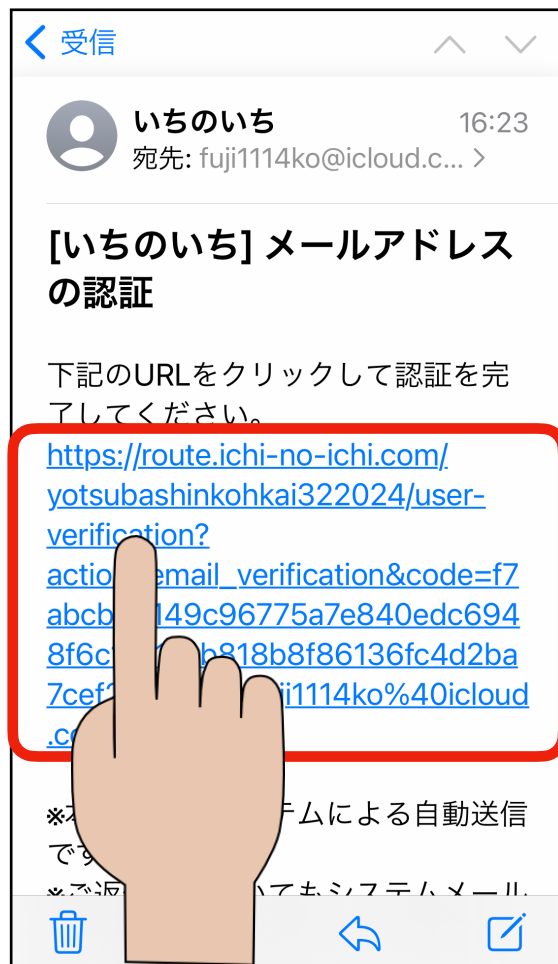 受信
いちのいち 16:23
宛先: fuji1114ko@icloud.c...
[いちのいち] メールアドレス
の認証
下記のURLをクリックして認証を完
了してください。
https://route.ichi-no-ichi.com/
yotsubashinkohkai322024/user-
verification?
actio email_verification&code=f7
abcb 149c96775a7e840edc694
8f6c b818b8f86136fc4d2ba
7cef i1114ko%40icloud
.c
※ テムによる自動送信
です
いてもシステムメール